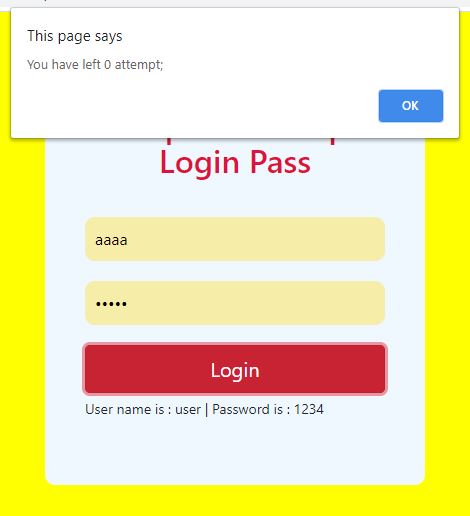 This page says
You have left 0 attempt;
OK
Login Pass
aaaa
•••••
Login
User name is : user | Password is : 1234